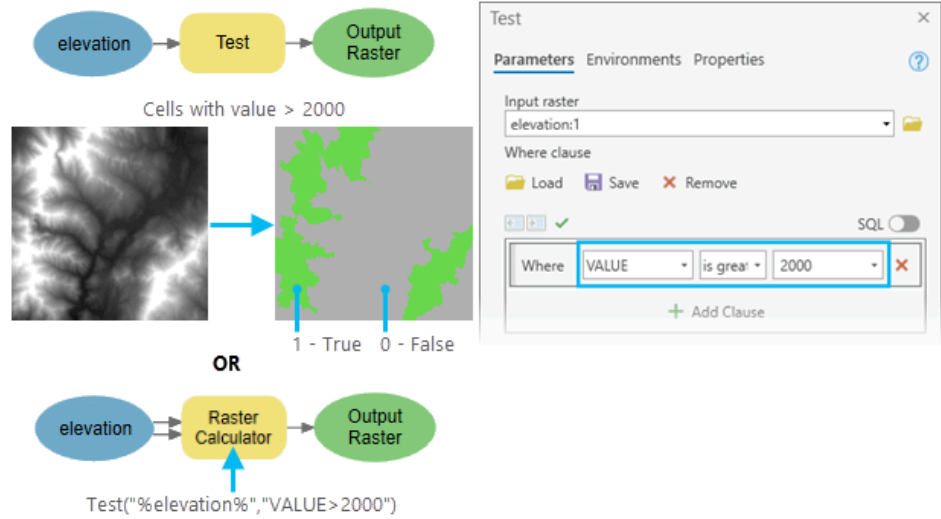 elevation
Test
Output
Raster
Cells with value > 2000
1 - True
0 - False
OR
elevation
Raster
Calculator
Output
Raster
Test("%elevation%","VALUE>2000")
Test
Parameters Environments Properties
?
Input raster
elevation:1
Where clause
Load Save Remove
SQL
Where VALUE is grea 2000
Add Clause